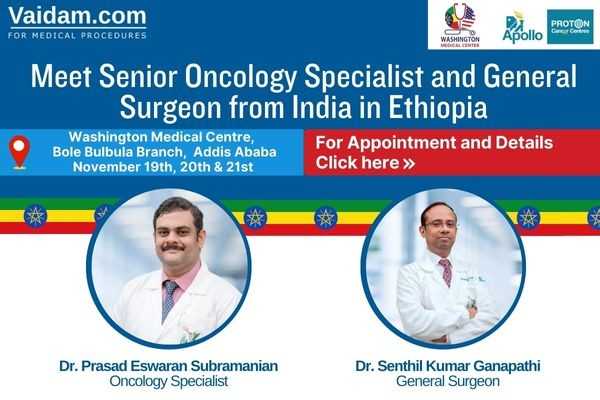 Vaidam.com
FOR MEDICAL PROCEDURES
WASHINGTON
MEDICAL CENTER
Apollo
PROTON
Cancer Centres
Meet Senior Oncology Specialist and General
Surgeon from India in Ethiopia
Washington Medical Centre,
Bole Bulbula Branch, Addis Ababa
November 19th, 20th & 21st
For Appointment and Details
Click here »
Dr. Prasad Eswaran Subramanian
Oncology Specialist
Dr. Senthil Kumar Ganapathi
General Surgeon